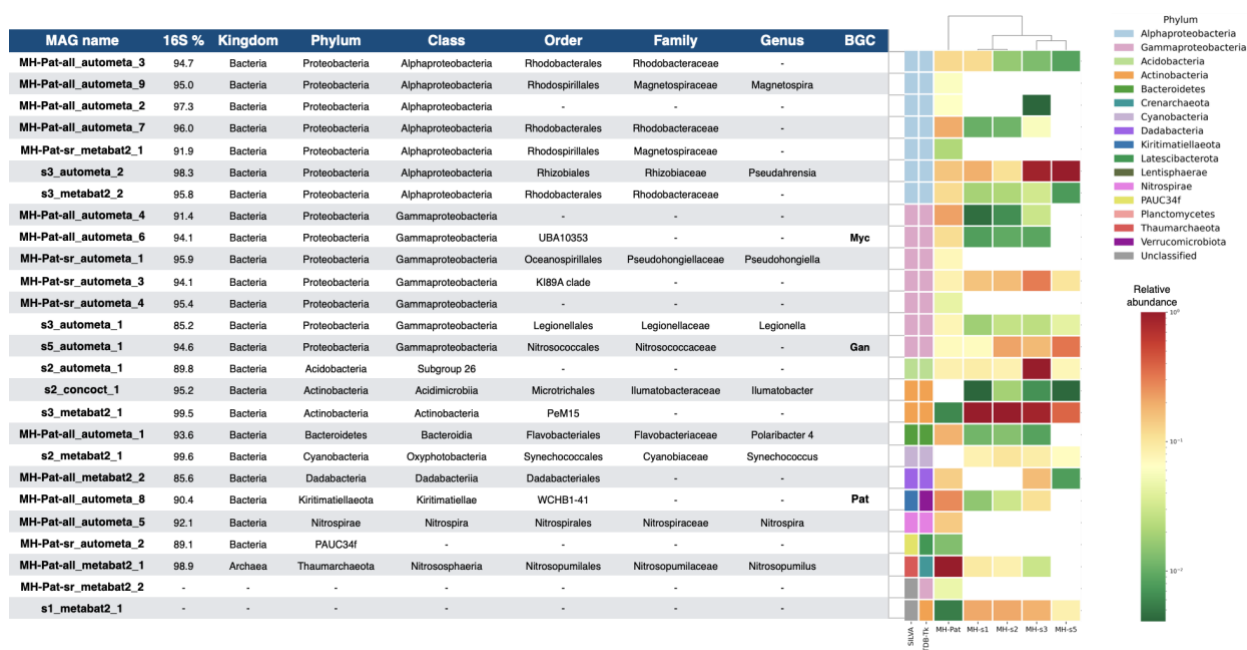 MAG name 16S % Kingdom Phylum Class Order Family Genus BGC
MH-Pat-all_autometa_3 94.7 Bacteria Proteobacteria Alphaproteobacteria Rhodobacterales Rhodobacteraceae -
MH-Pat-all_autometa_9 95.0 Bacteria Proteobacteria Alphaproteobacteria Rhodospirillales Magnetospiraceae Magnetospira
MH-Pat-all_autometa_2 97.3 Bacteria Proteobacteria Alphaproteobacteria - - -
MH-Pat-all_autometa_7 96.0 Bacteria Proteobacteria Alphaproteobacteria Rhodobacterales Rhodobacteraceae -
MH-Pat-sr_metabat2_1 91.9 Bacteria Proteobacteria Alphaproteobacteria Rhodospirillales Magnetospiraceae -
s3_autometa_2 98.3 Bacteria Proteobacteria Alphaproteobacteria Rhizobiales Rhizobiaceae Pseudahrensia
s3_metabat2_2 95.8 Bacteria Proteobacteria Alphaproteobacteria Rhodobacterales Rhodobacteraceae -
MH-Pat-all_autometa_4 91.4 Bacteria Proteobacteria Gammaproteobacteria - - -
MH-Pat-all_autometa_6 94.1 Bacteria Proteobacteria Gammaproteobacteria UBA10353 - - Myc
MH-Pat-sr_autometa_1 95.9 Bacteria Proteobacteria Gammaproteobacteria Oceanospirillales Pseudohongiellaceae Pseudohongiella
MH-Pat-sr_autometa_3 94.1 Bacteria Proteobacteria Gammaproteobacteria KI89A clade - -
MH-Pat-sr_autometa_4 95.4 Bacteria Proteobacteria Gammaproteobacteria - - -
s3_autometa_1 85.2 Bacteria Proteobacteria Gammaproteobacteria Legionellales Legionellaceae Legionella
s5_autometa_1 94.6 Bacteria Proteobacteria Gammaproteobacteria Nitrosococcales Nitrosococcaceae - Gan
s2_autometa_1 89.8 Bacteria Acidobacteria Subgroup 26 - - -
s2_concoct_1 95.2 Bacteria Actinobacteria Acidimicrobiia Microtrichales Ilumatobacteraceae Ilumatobacter
s3_metabat2_1 99.5 Bacteria Actinobacteria Actinobacteria PeM15 - -
MH-Pat-all_autometa_1 93.6 Bacteria Bacteroidetes Bacteroidia Flavobacteriales Flavobacteriaceae Polaribacter 4
s2_metabat2_1 99.6 Bacteria Cyanobacteria Oxyphotobacteria Synechococcales Cyanobiaceae Synechococcus
MH-Pat-all_metabat2_2 85.6 Bacteria Dadabacteria Dadabacteriia Dadabacteriales - -
MH-Pat-all_autometa_8 90.4 Bacteria Kiritimatiellaeota Kiritimatiellae WCHB1-41 - - Pat
MH-Pat-all_autometa_5 92.1 Bacteria Nitrospirae Nitrospira Nitrospirales Nitrospiraceae Nitrospira
MH-Pat-sr_autometa_2 89.1 Bacteria PAUC34f - - - -
MH-Pat-all_metabat2_1 98.9 Archaea Thaumarchaeota Nitrososphaeria Nitrosopumilales Nitrosopumilaceae Nitrosopumilus
MH-Pat-sr_metabat2_2 - - - - - - -
s1_metabat2_1 - - - - - - -
SILVA
TDB-Tk
MH-Pat MH-s1 MH-s2 MH-s3 MH-s5
Phylum
Alphaproteobacteria
Gammaproteobacteria
Acidobacteria
Actinobacteria
Bacteroidetes
Crenarchaeota
Cyanobacteria
Dadabacteria
Kiritimatiellaeota
Latescibacterota
Lentisphaerae
Nitrospirae
PAUC34f
Planctomycetes
Thaumarchaeota
Verrucomicrobiota
Unclassified
Relative
abundance
10⁰
10⁻¹
10⁻²